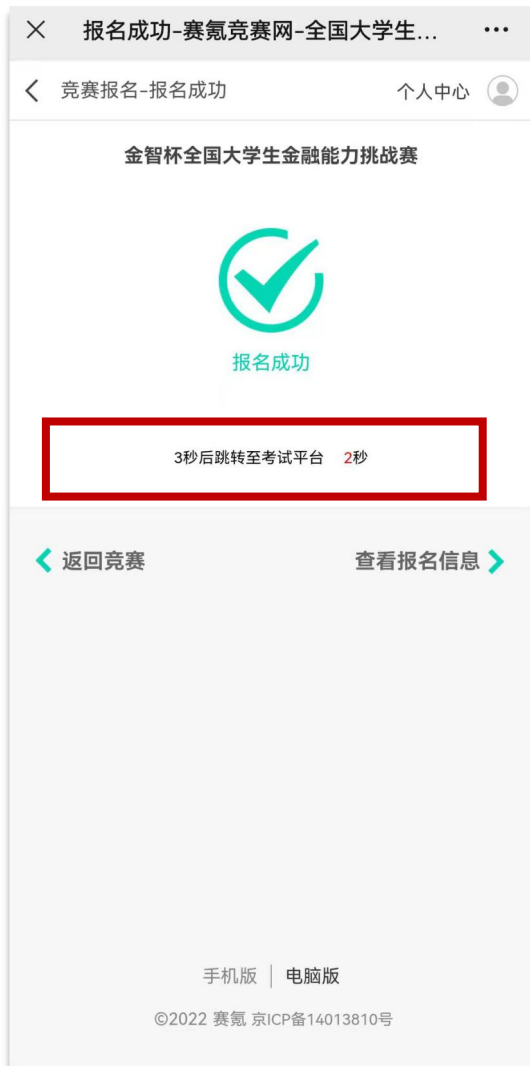 报名成功-赛氪竞赛网-全国大学生...
竞赛报名-报名成功 个人中心
金智杯全国大学生金融能力挑战赛
报名成功
3秒后跳转至考试平台 2秒
返回竞赛 查看报名信息
手机版 | 电脑版
©2022 赛氪 京ICP备14013810号